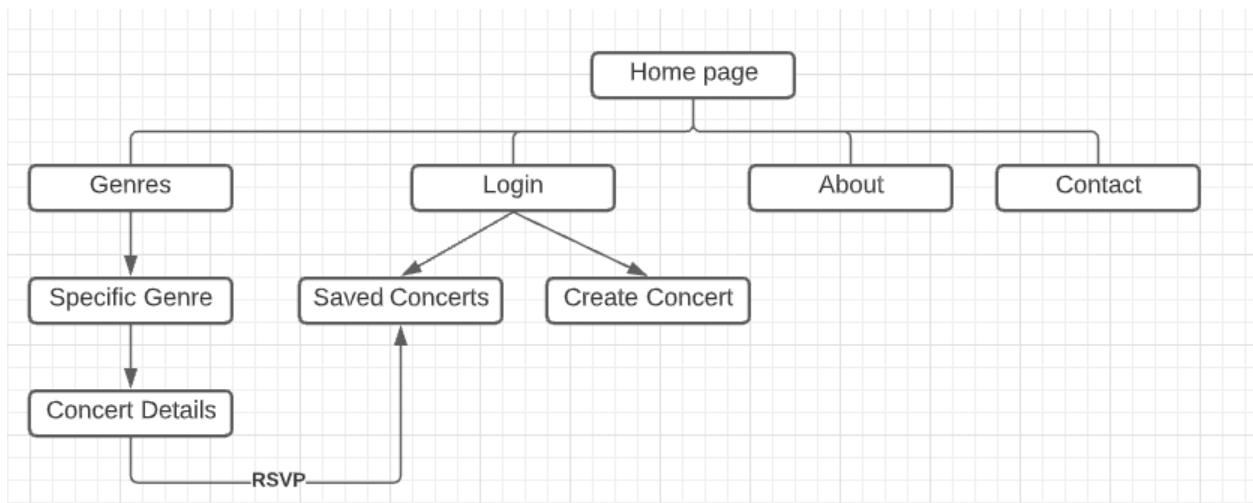 Home page
Genres
Login
About
Contact
Specific Genre
Saved Concerts
Create Concert
Concert Details
RSVP